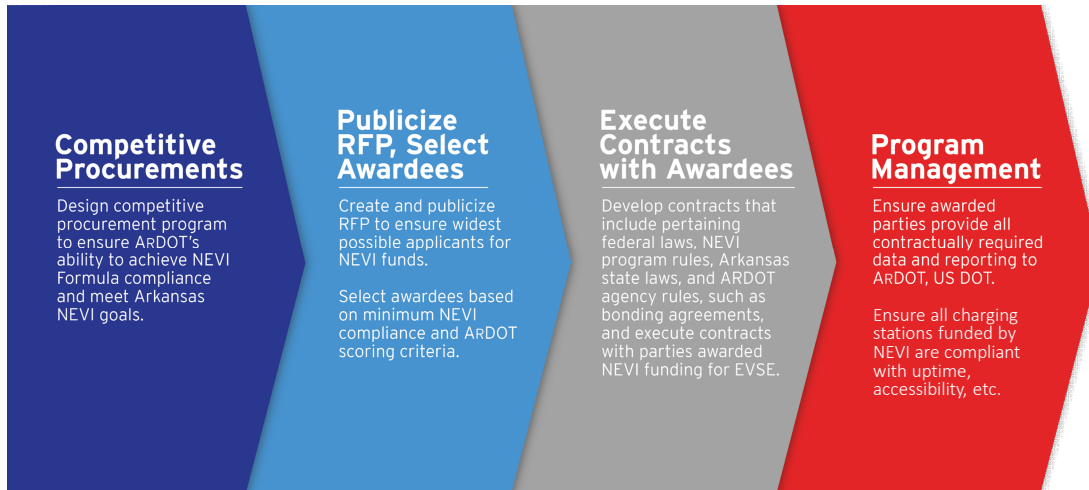 Competitive
Procurements
Design competitive
procurement program
to ensure ARDOT's
ability to achieve NEVI
Formula compliance
and meet Arkansas
NEVI goals.
Publicize
RFP, Select
Awardees
Create and publicize
RFP to ensure widest
possible applicants for
NEVI funds.
Select awardees based
on minimum NEVI
compliance and ARDOT
scoring criteria.
Execute
Contracts
with Awardees
Develop contracts that
include pertaining
federal laws, NEVI
program rules, Arkansas
state laws, and ARDOT
agency rules, such as
bonding agreements,
and execute contracts
with parties awarded
NEVI funding for EVSE.
Program
Management
Ensure awarded
parties provide all
contractually required
data and reporting to
ARDOT, US DOT.
Ensure all charging
stations funded by
NEVI are compliant
with uptime,
accessibility, etc.